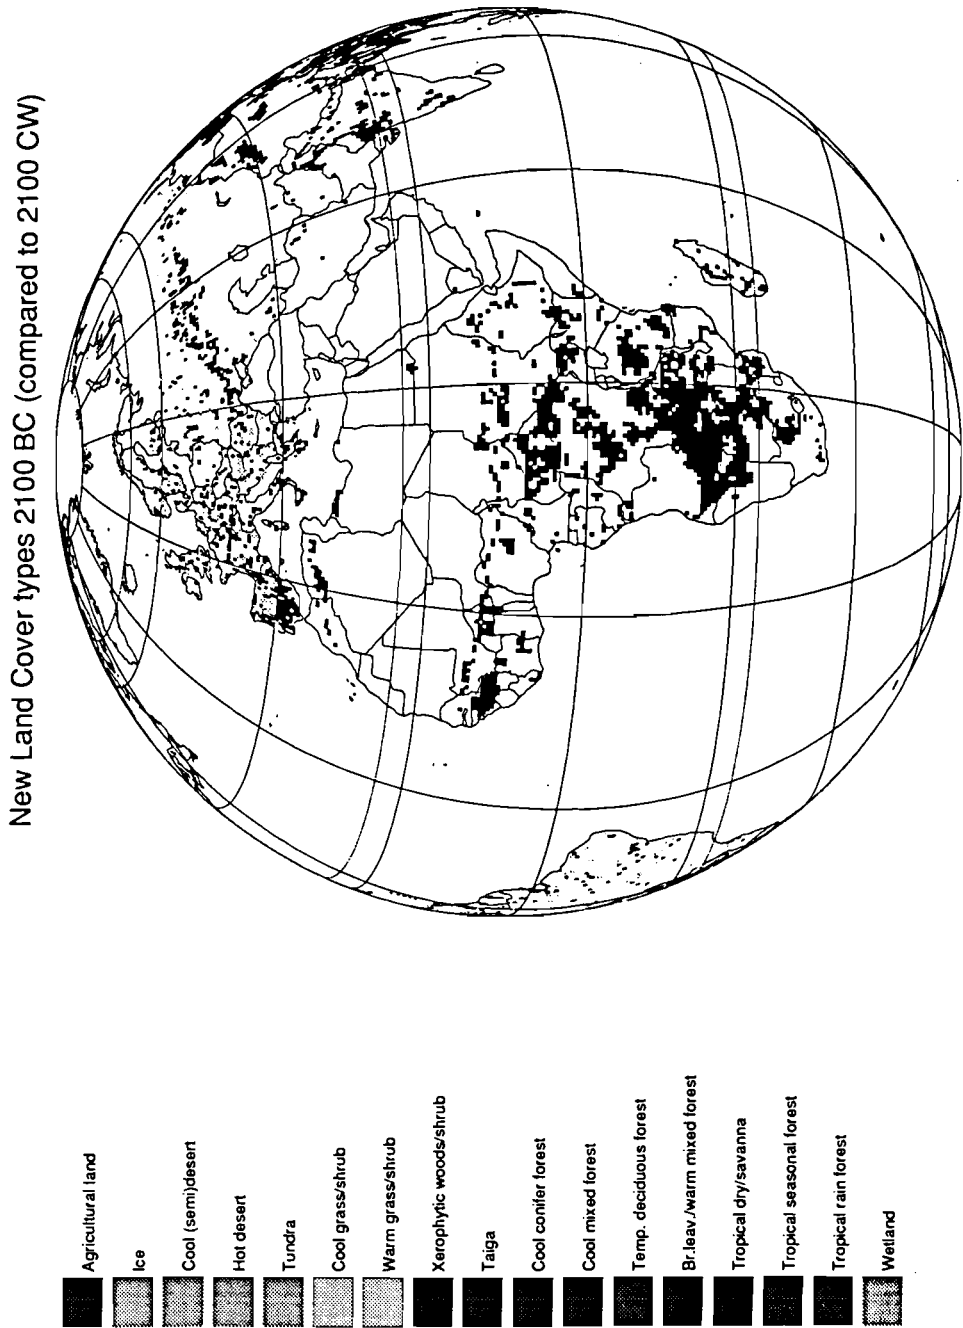 New Land Cover types 2100 BC (compared to 2100 CW)
Agricultural land
Ice
Cool (semi)desert
Hot desert
Tundra
Cool grass/shrub
Warm grass/shrub
Xerophytic woods/shrub
Taiga
Cool conifer forest
Cool mixed forest
Temp. deciduous forest
Br.leav./warm mixed forest
Tropical dry/savanna
Tropical seasonal forest
Tropical rain forest
Wetland